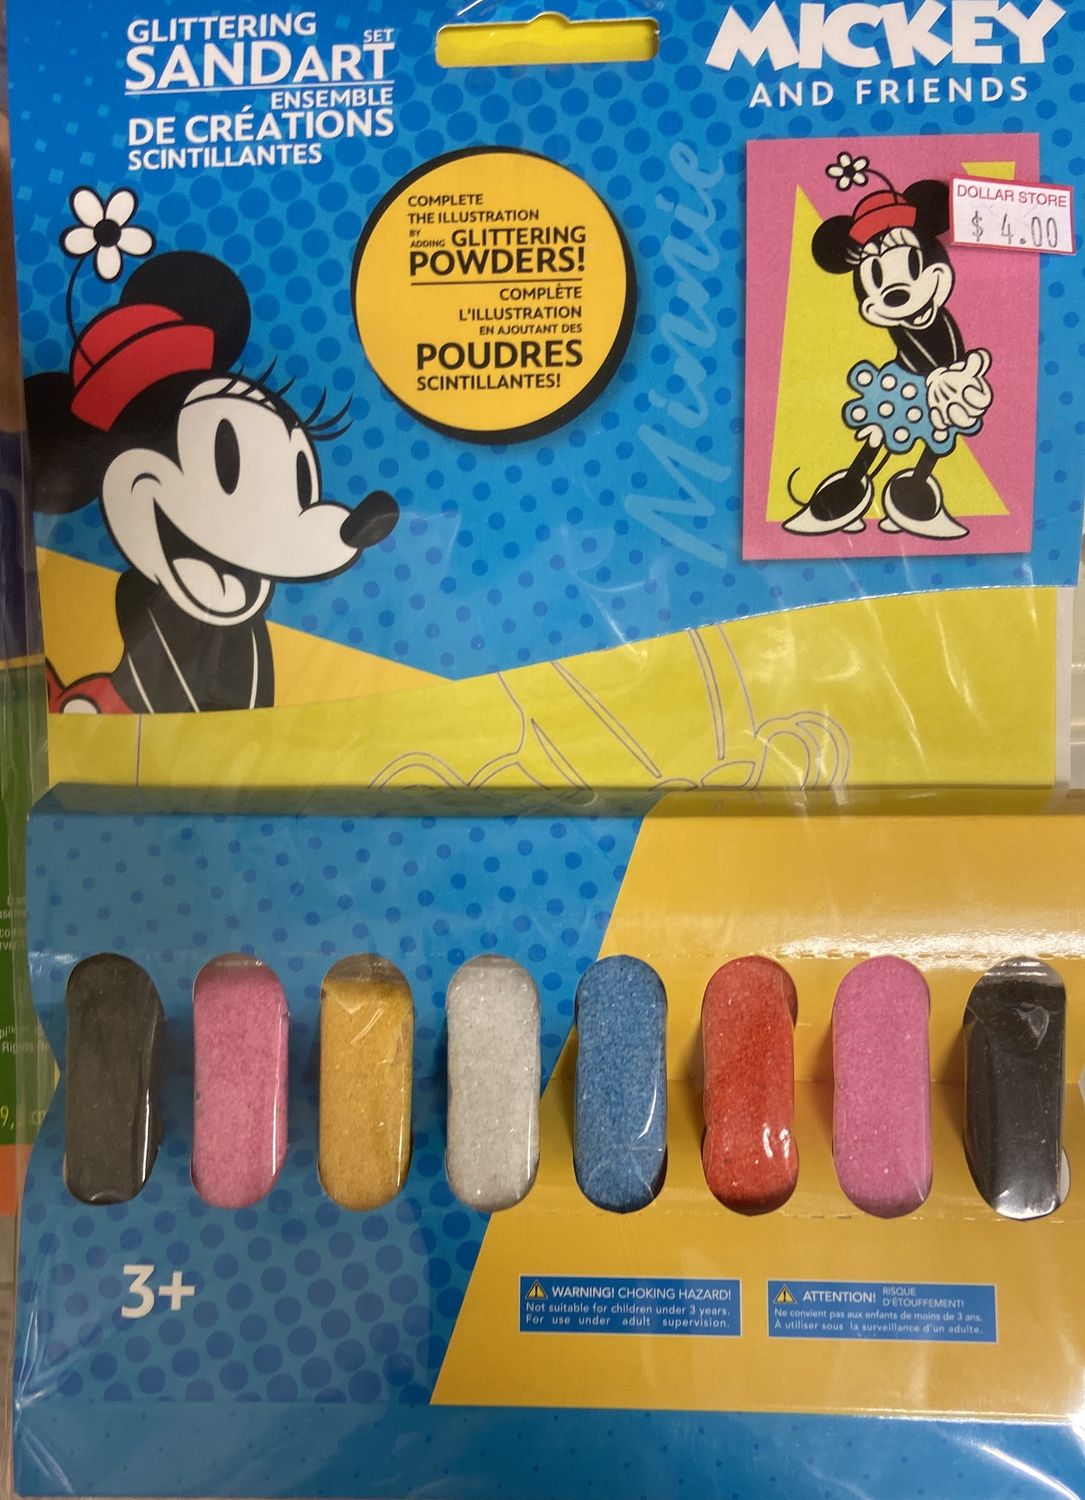 GLITTERING
SANDART SET
ENSEMBLE
DE CRÉATIONS
SCINTILLANTES
MICKEY
AND FRIENDS
COMPLETE
THE ILLUSTRATION
BY ADDING GLITTERING
POWDERS!
COMPLÈTE
L'ILLUSTRATION
EN AJOUTANT DES
POUDRES
SCINTILLANTES!
Minnie
DOLLAR STORE
$ 4.00
3+
WARNING! CHOKING HAZARD!
Not suitable for children under 3 years.
For use under adult supervision.
ATTENTION! RISQUE D'ÉTOUFFEMENT!
Ne convient pas aux enfants de moins de 3 ans.
À utiliser sous la surveillance d'un adulte.